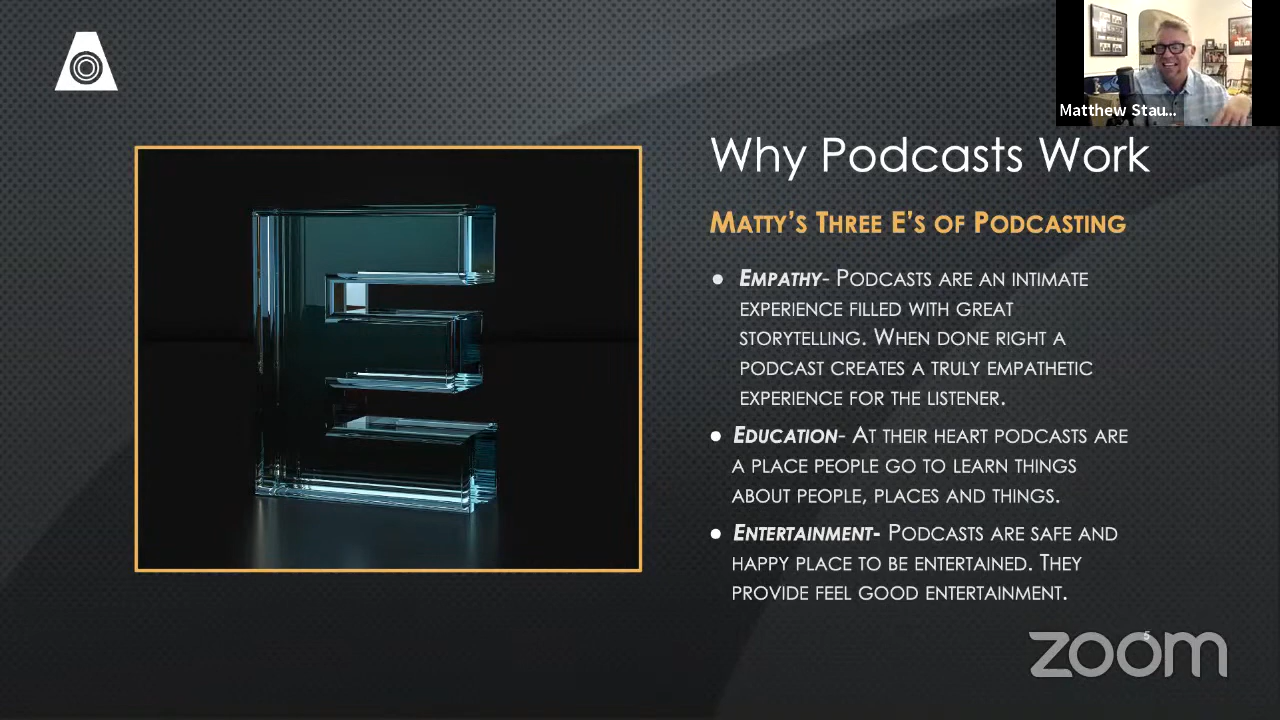 Matthew Stau...
Why Podcasts Work
Matty's Three E's of Podcasting
• Empathy- Podcasts are an intimate
experience filled with great
storytelling. When done right a
podcast creates a truly empathetic
experience for the listener.
• Education- At their heart podcasts are
a place people go to learn things
about people, places and things.
• Entertainment- Podcasts are safe and
happy place to be entertained. They
provide feel good entertainment.
5
zoom